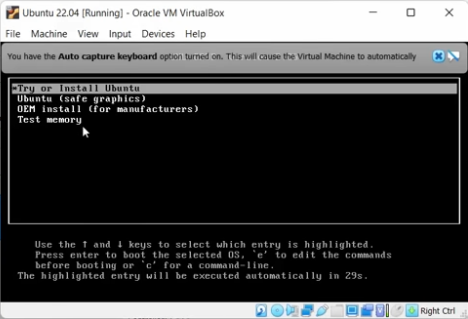 Ubuntu 22.04 [Running] - Oracle VM VirtualBox
File Machine View Input Devices Help
You have the Auto capture keyboard option turned on. This will cause the Virtual Machine to automatically
*Try or Install Ubuntu
Ubuntu (safe graphics)
OEM install (for manufacturers)
Test memory
Use the ↑ and ↓ keys to select which entry is highlighted.
Press enter to boot the selected OS, `e' to edit the commands
before booting or `c' for a command-line.
The highlighted entry will be executed automatically in 29s.
Right Ctrl